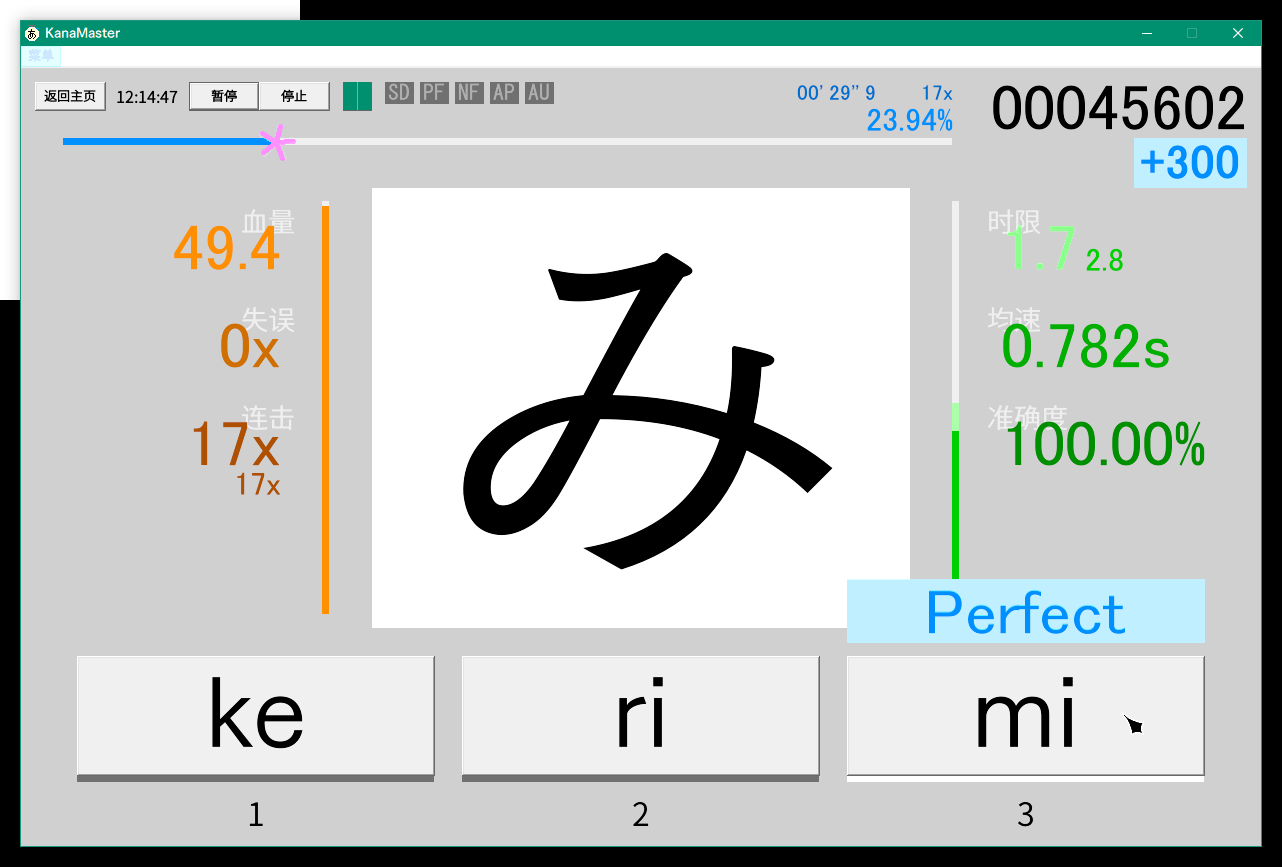 KanaMaster
菜单
返回主页 12:14:47 暂停 停止 SD PF NF AP AU
00' 29'' 9 17x
23.94%
00045602
+300
血量
49.4
失误
0x
连击
17x
17x
み
时限
1.7 2.8
均速
0.782s
准确度
100.00%
Perfect
ke ri mi
1 2 3